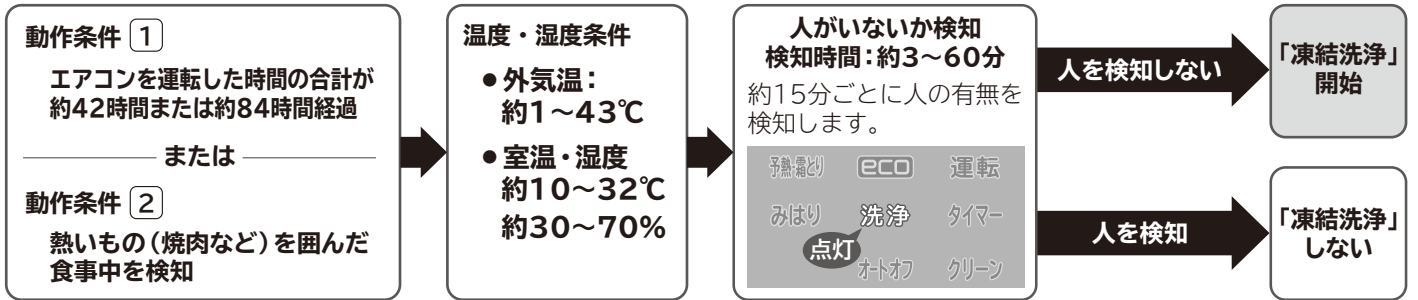 動作条件 1
エアコンを運転した時間の合計が
約42時間または約84時間経過
または
動作条件 2
熱いもの(焼肉など)を囲んだ
食事中を検知
温度・湿度条件
●外気温:
約1～43℃
●室温・湿度
約10～32℃
約30～70%
人がいないか検知
検知時間:約3～60分
約15分ごとに人の有無を
検知します。
予熱・霜とり eco 運転
みはり 洗浄 タイマー
点灯
オートオフ クリーン
人を検知しない
「凍結洗浄」
開始
人を検知
「凍結洗浄」
しない